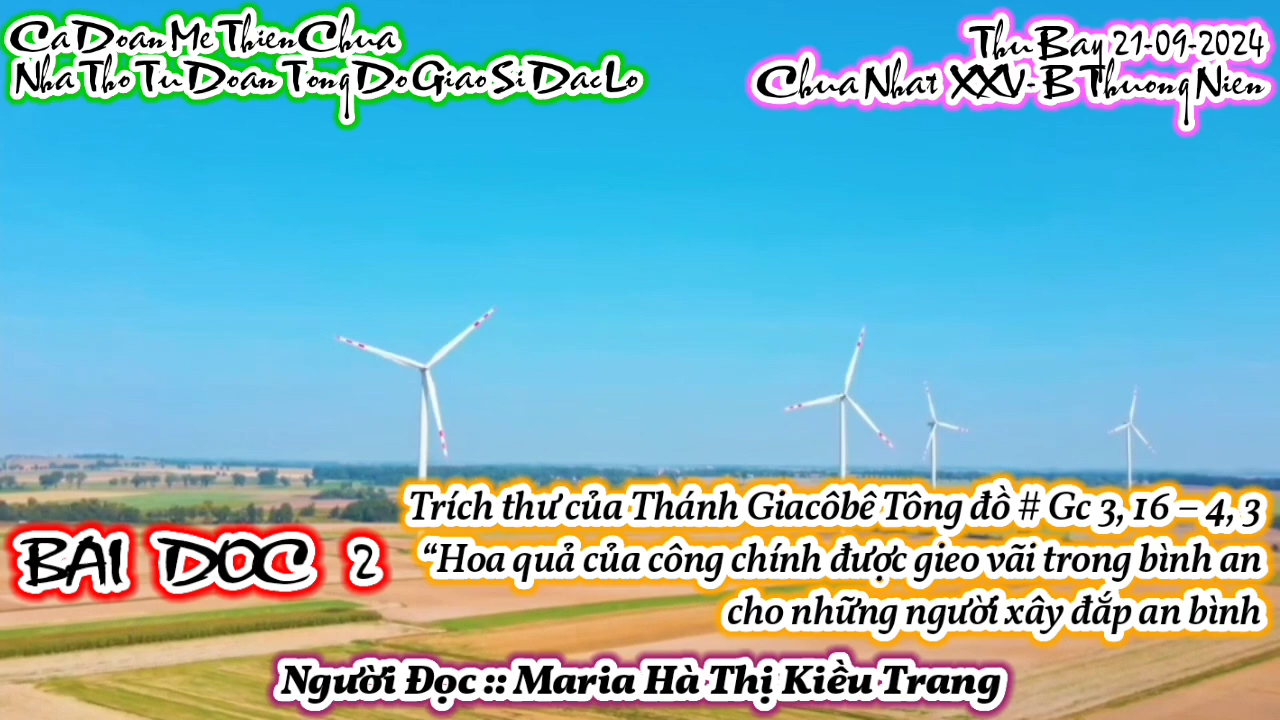 Ca Doan Me Thien Chua
Nha Tho Tu Doan Tong Do Giao Si Dac Lo
Thu Bay 21-09-2024
Chua Nhat XXV-B Thuong Nien
Trích thư của Thánh Giacôbê Tông đồ # Gc 3, 16 – 4, 3
“Hoa quả của công chính được gieo vãi trong bình an
cho những người xây đắp an bình
BAI DOC 2
Người Đọc :: Maria Hà Thị Kiều Trang